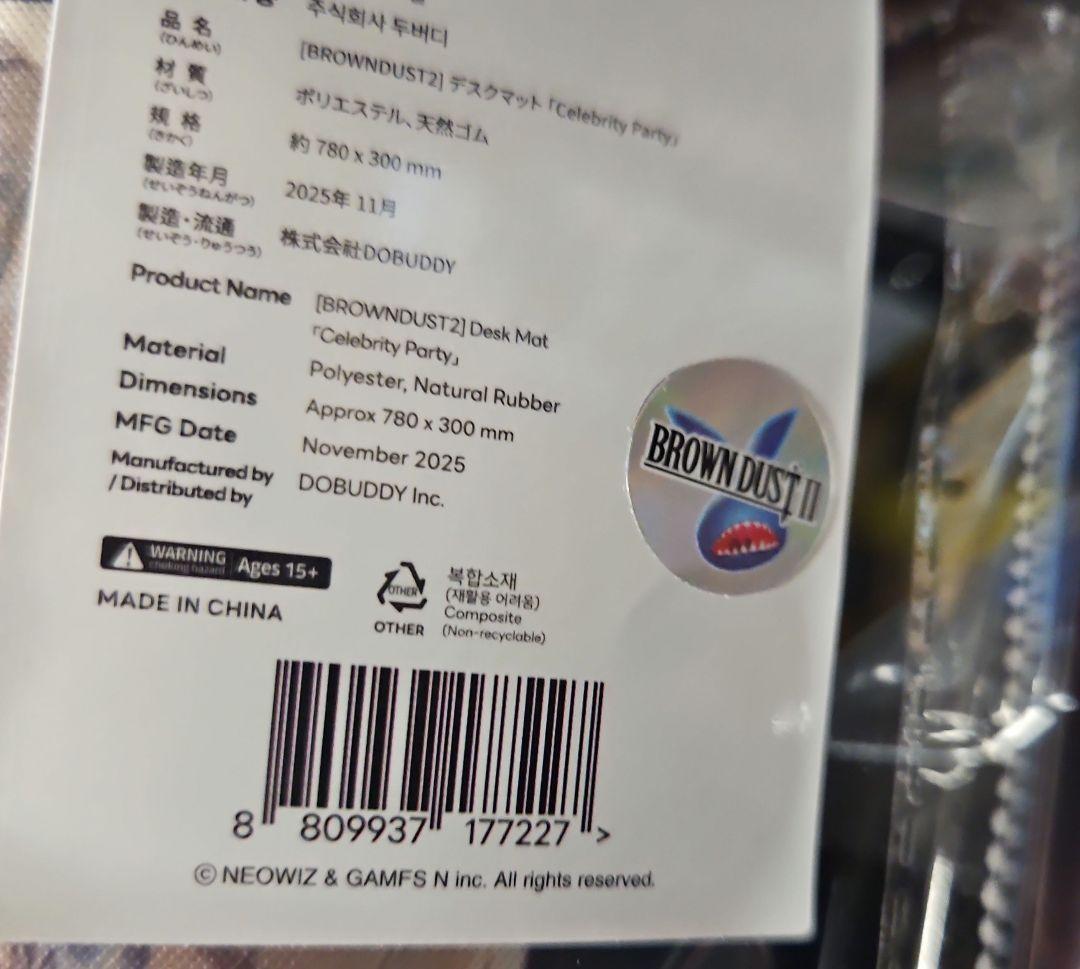 주식회사 두버디
品 名 [BROWNDUST2] デスクマット「Celebrity Party」
(ひんめい)
材 質 ポリエステル、天然ゴム
(ざいしつ)
規 格 約 780 x 300 mm
(きかく)
製造年月 2025年 11月
(せいぞうねんがつ)
製造・流通 株式会社DOBUDDY
(せいぞう・りゅうつう)
Product Name [BROWNDUST2] Desk Mat
「Celebrity Party」
Material Polyester, Natural Rubber
Dimensions Approx 780 x 300 mm
MFG Date November 2025
Manufactured by DOBUDDY Inc.
/ Distributed by
BROWN DUST II
WARNING
choking hazard
Ages 15+
MADE IN CHINA
OTHER
OTHER
복합소재
(재활용 어려움)
Composite
(Non-recyclable)
8 809937 177227 >
© NEOWIZ & GAMFS N inc. All rights reserved.